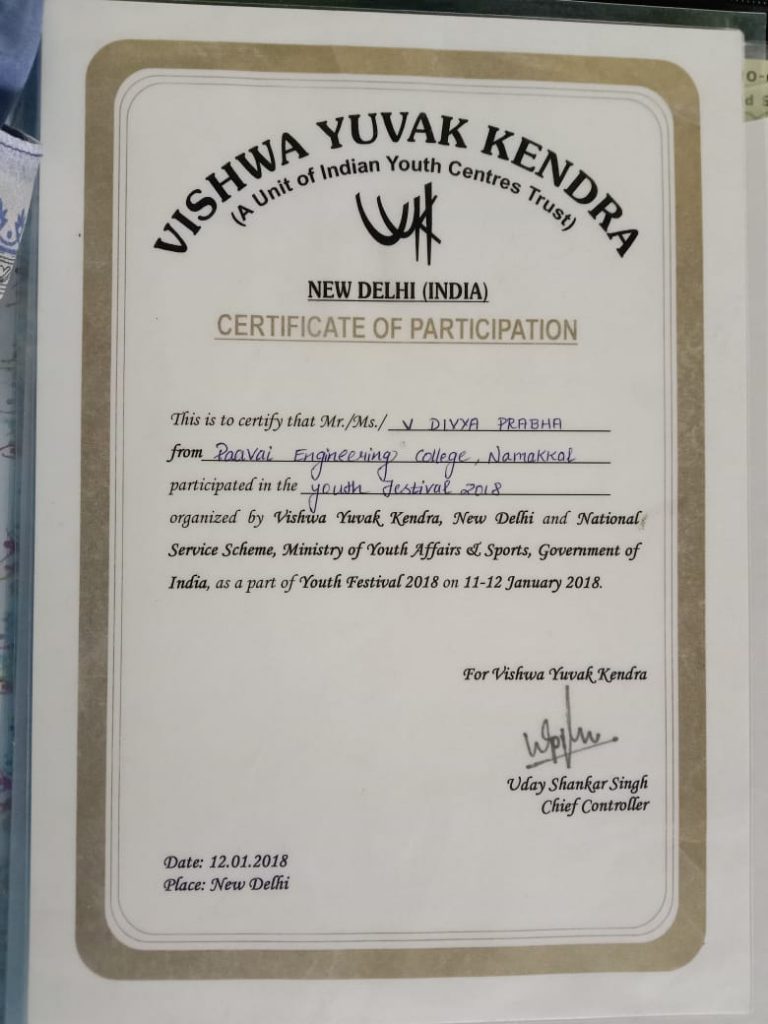 VISHWA YUVAK KENDRA
(A Unit of Indian Youth Centres Trust)
NEW DELHI (INDIA)
CERTIFICATE OF PARTICIPATION
This is to certify that Mr./Ms./ V DIVYA PRABHA
from Paavai Engineering College, Namakkal
participated in the youth Festival 2018
organized by Vishwa Yuvak Kendra, New Delhi and National
Service Scheme, Ministry of Youth Affairs & Sports, Government of
India, as a part of Youth Festival 2018 on 11-12 January 2018.
For Vishwa Yuvak Kendra
Uday Shankar Singh
Chief Controller
Date: 12.01.2018
Place: New Delhi